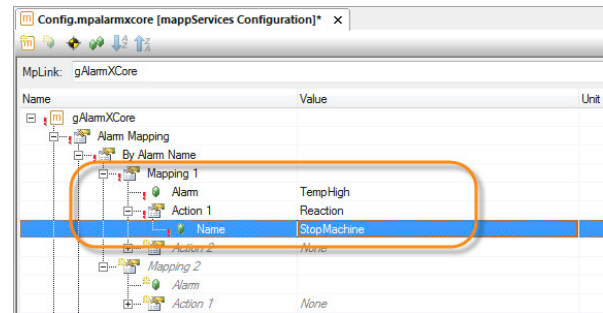 Config.mpalarmxcore [mappServices Configuration]* x
MpLink: gAlarmXCore
Name Value Unit
gAlarmXCore
Alarm Mapping
By Alarm Name
Mapping 1
Alarm TempHigh
Action 1 Reaction
Name StopMachine
Action 2 None
Mapping 2
Alarm
Action 1 None